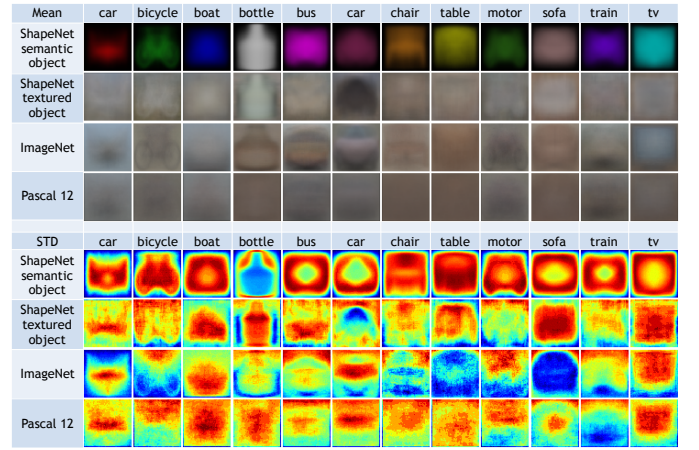 Mean car bicycle boat bottle bus car chair table motor sofa train tv
ShapeNet
semantic
object
ShapeNet
textured
object
ImageNet
Pascal 12
STD car bicycle boat bottle bus car chair table motor sofa train tv
ShapeNet
semantic
object
ShapeNet
textured
object
ImageNet
Pascal 12